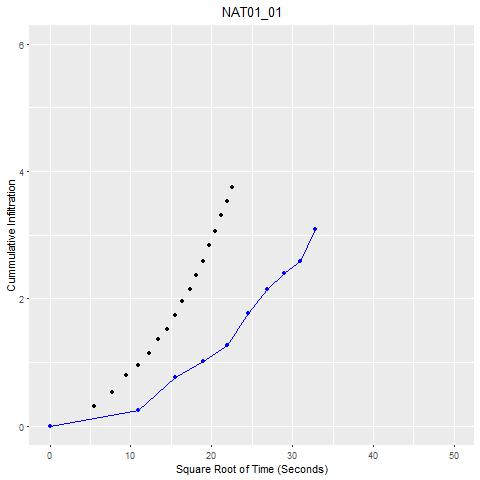 NAT01_01
6
4
2
0
Cummulative Infiltration
0 10 20 30 40 50
Square Root of Time (Seconds)